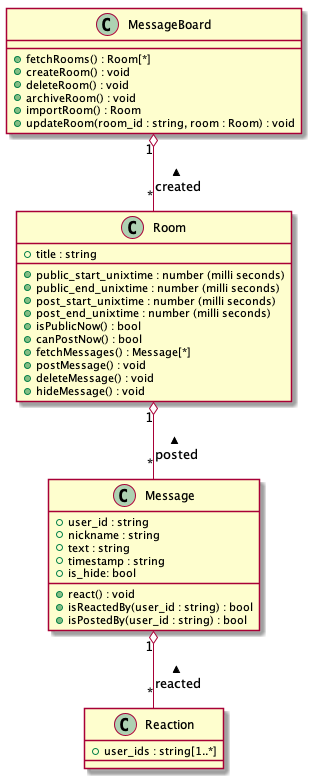 C MessageBoard
fetchRooms() : Room[*]
createRoom() : void
deleteRoom() : void
archiveRoom() : void
importRoom() : Room
updateRoom(room_id : string, room : Room) : void
1
▲
created
*
C Room
title : string
public_start_unixtime : number (milli seconds)
public_end_unixtime : number (milli seconds)
post_start_unixtime : number (milli seconds)
post_end_unixtime : number (milli seconds)
isPublicNow() : bool
canPostNow() : bool
fetchMessages() : Message[*]
postMessage() : void
deleteMessage() : void
hideMessage() : void
1
▲
posted
*
C Message
user_id : string
nickname : string
text : string
timestamp : string
is_hide: bool
react() : void
isReactedBy(user_id : string) : bool
isPostedBy(user_id : string) : bool
1
▲
reacted
*
C Reaction
user_ids : string[1..*]